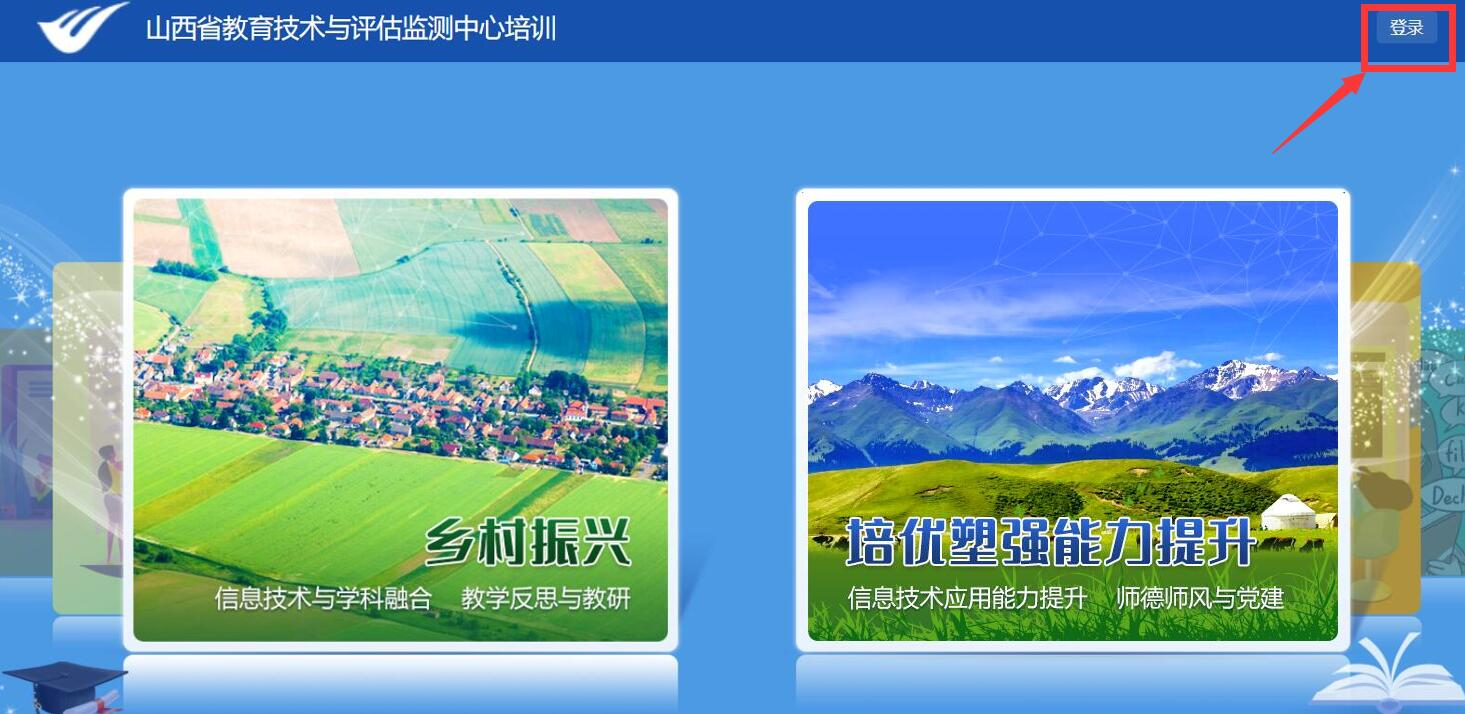 山西省教育技术与评估监测中心培训
登录
乡村振兴
信息技术与学科融合 教学反思与教研
培优塑强能力提升
信息技术应用能力提升 师德师风与党建